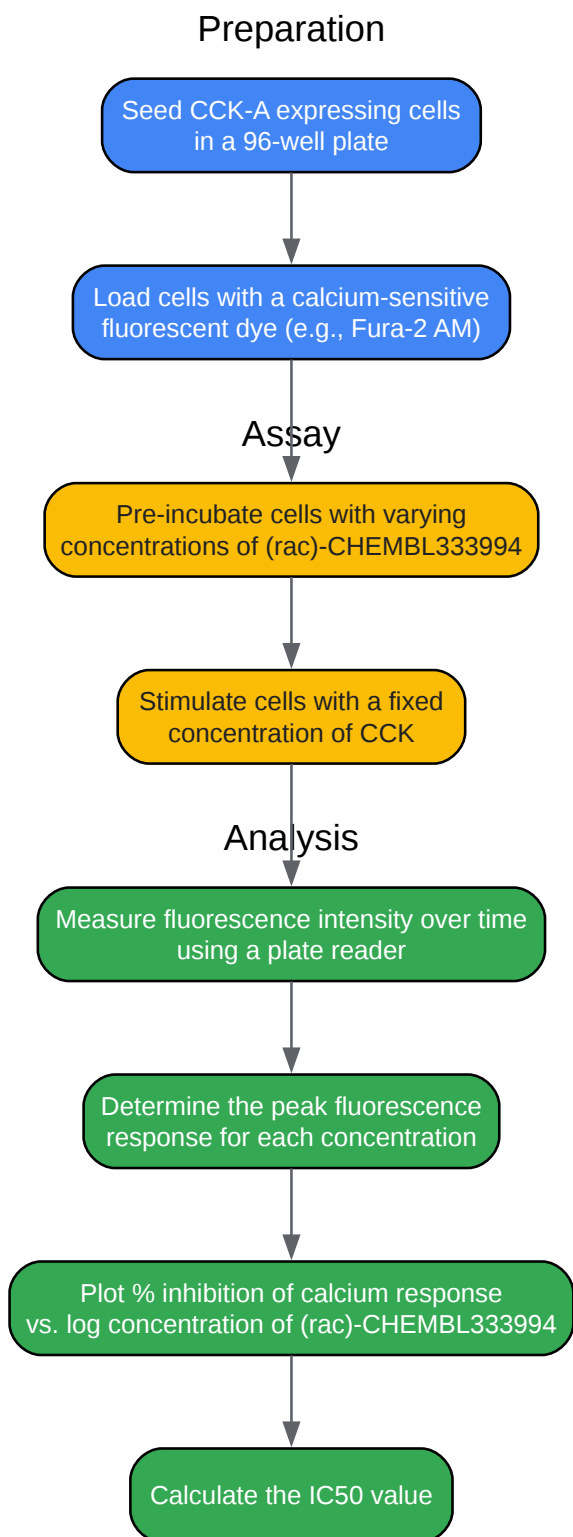 Preparation
Seed CCK-A expressing cells
in a 96-well plate
Load cells with a calcium-sensitive
fluorescent dye (e.g., Fura-2 AM)
Assay
Pre-incubate cells with varying
concentrations of (rac)-CHEMBL333994
Stimulate cells with a fixed
concentration of CCK
Analysis
Measure fluorescence intensity over time
using a plate reader
Determine the peak fluorescence
response for each concentration
Plot % inhibition of calcium response
vs. log concentration of (rac)-CHEMBL333994
Calculate the IC50 value